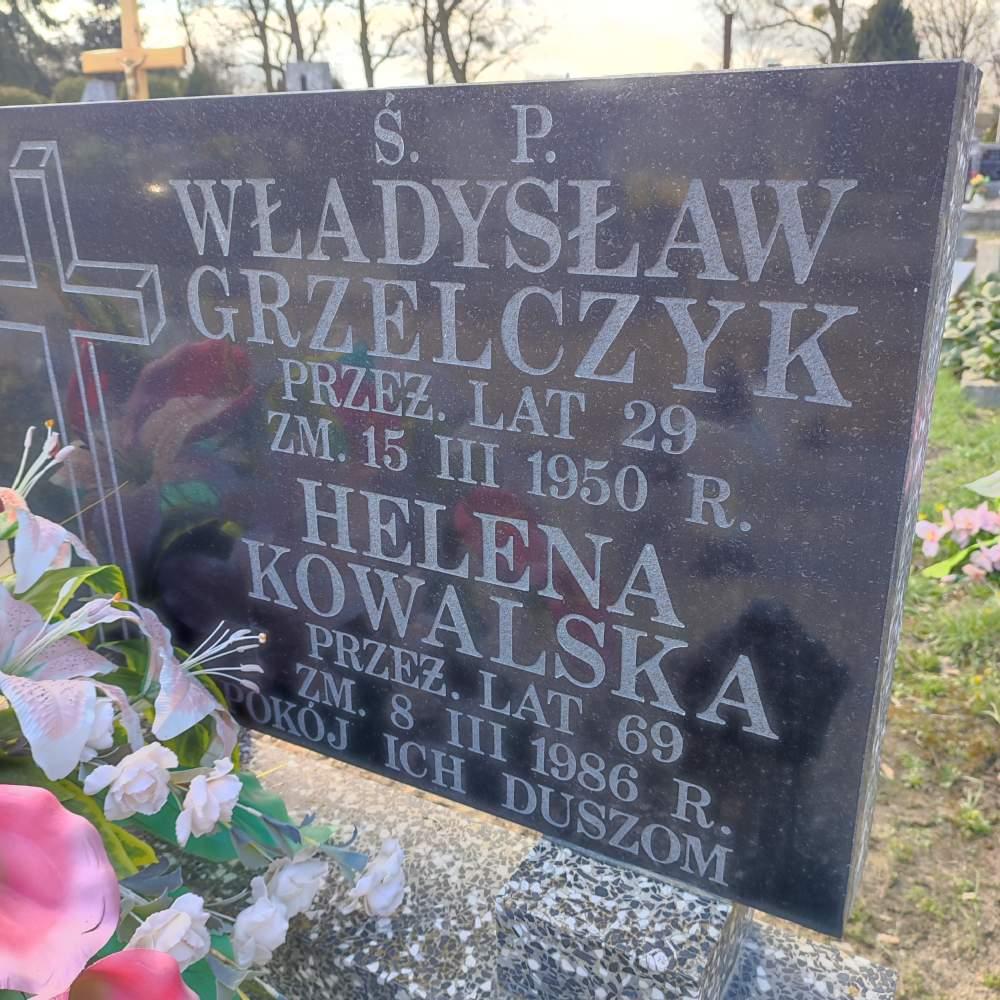 Ś. P.
WŁADYSŁAW
GRZELCZYK
PRZEŻ. LAT 29
ZM. 15 III 1950 R.
HELENA
KOWALSKA
PRZEŻ. LAT 69
ZM. 8 III 1986 R.
POKÓJ ICH DUSZOM